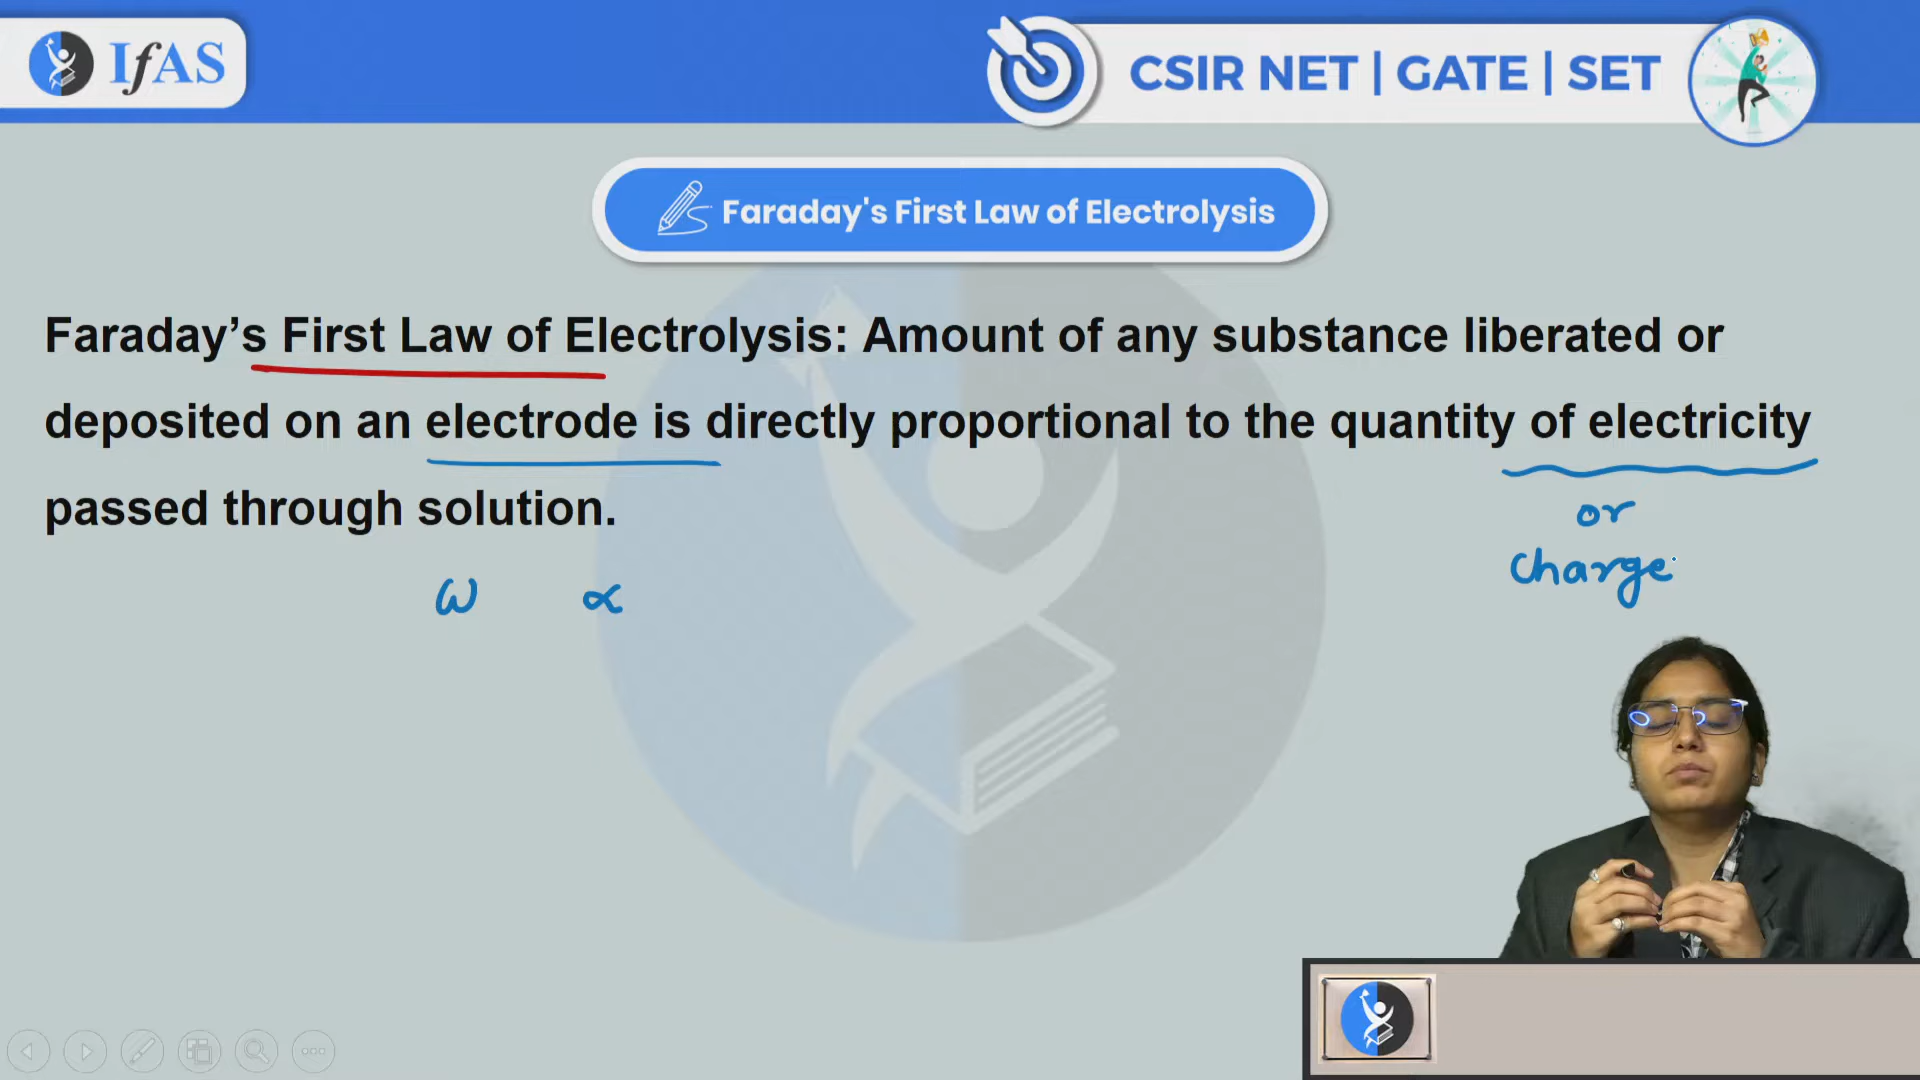 IfAS
CSIR NET | GATE | SET
Faraday's First Law of Electrolysis
Faraday’s First Law of Electrolysis: Amount of any substance liberated or
deposited on an electrode is directly proportional to the quantity of electricity
passed through solution.
or
charge
ω ∝